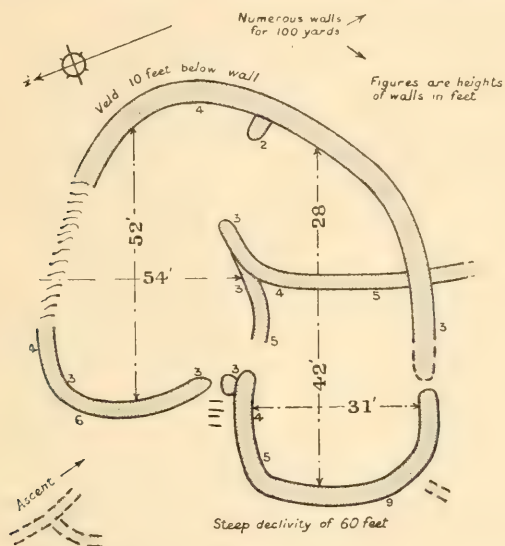 Numerous walls
for 100 yards
Figures are heights
of walls in feet
Veld 10 feet below wall
4
2
52'
28
3
54'
3
4
5
3
5
3
6
3
3
4
42'
31'
5
9
Ascent
Steep declivity of 60 feet